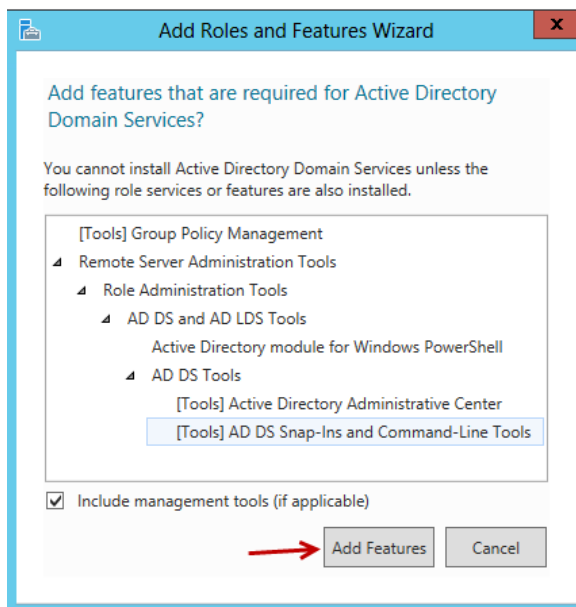 Add Roles and Features Wizard
x
Add features that are required for Active Directory
Domain Services?
You cannot install Active Directory Domain Services unless the
following role services or features are also installed.
[Tools] Group Policy Management
Remote Server Administration Tools
Role Administration Tools
AD DS and AD LDS Tools
Active Directory module for Windows PowerShell
AD DS Tools
[Tools] Active Directory Administrative Center
[Tools] AD DS Snap-Ins and Command-Line Tools
Include management tools (if applicable)
Add Features
Cancel